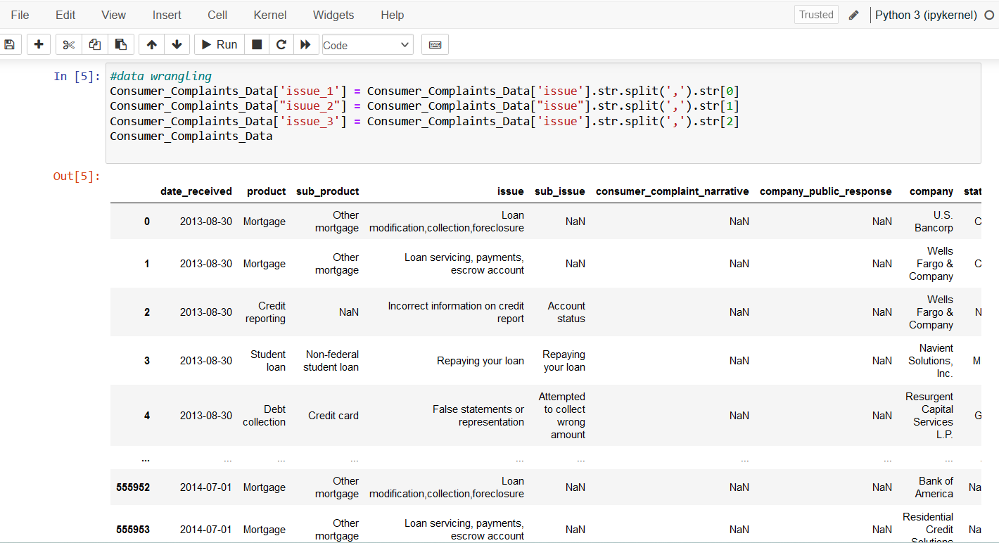 File Edit View Insert Cell Kernel Widgets Help Trusted Python 3 (ipykernel)
Run Code
In [5]:
#data wrangling
Consumer_Complaints_Data['issue_1'] = Consumer_Complaints_Data['issue'].str.split(',').str[0]
Consumer_Complaints_Data["isuue_2"] = Consumer_Complaints_Data["issue"].str.split(',').str[1]
Consumer_Complaints_Data['issue_3'] = Consumer_Complaints_Data['issue'].str.split(',').str[2]
Consumer_Complaints_Data
Out[5]:
date_received product sub_product issue sub_issue consumer_complaint_narrative company_public_response company stat
0 2013-08-30 Mortgage Other mortgage Loan modification,collection,foreclosure NaN NaN NaN U.S. Bancorp C
1 2013-08-30 Mortgage Other mortgage Loan servicing, payments, escrow account NaN NaN NaN Wells Fargo & Company C
2 2013-08-30 Credit reporting NaN Incorrect information on credit report Account status NaN NaN Wells Fargo & Company N
3 2013-08-30 Student loan Non-federal student loan Repaying your loan Repaying your loan NaN NaN Navient Solutions, Inc. M
4 2013-08-30 Debt collection Credit card False statements or representation Attempted to collect wrong amount NaN NaN Resurgent Capital Services L.P. G
... ... ... ... ... ... ... ... ... .
555952 2014-07-01 Mortgage Other mortgage Loan modification,collection,foreclosure NaN NaN NaN Bank of America Na
555953 2014-07-01 Mortgage Other mortgage Loan servicing, payments, escrow account NaN NaN NaN Residential Credit Solutions Na